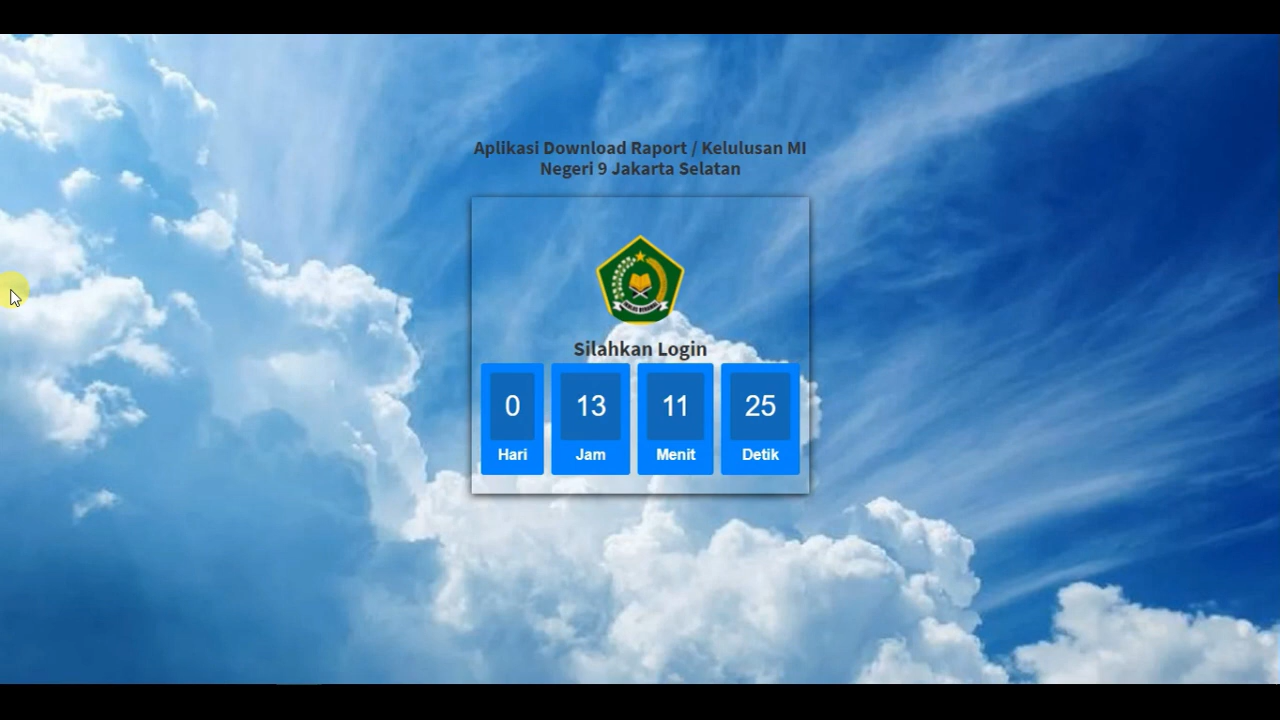 Aplikasi Download Raport / Kelulusan MI
Negeri 9 Jakarta Selatan
Silahkan Login
0 13 11 25
Hari Jam Menit Detik